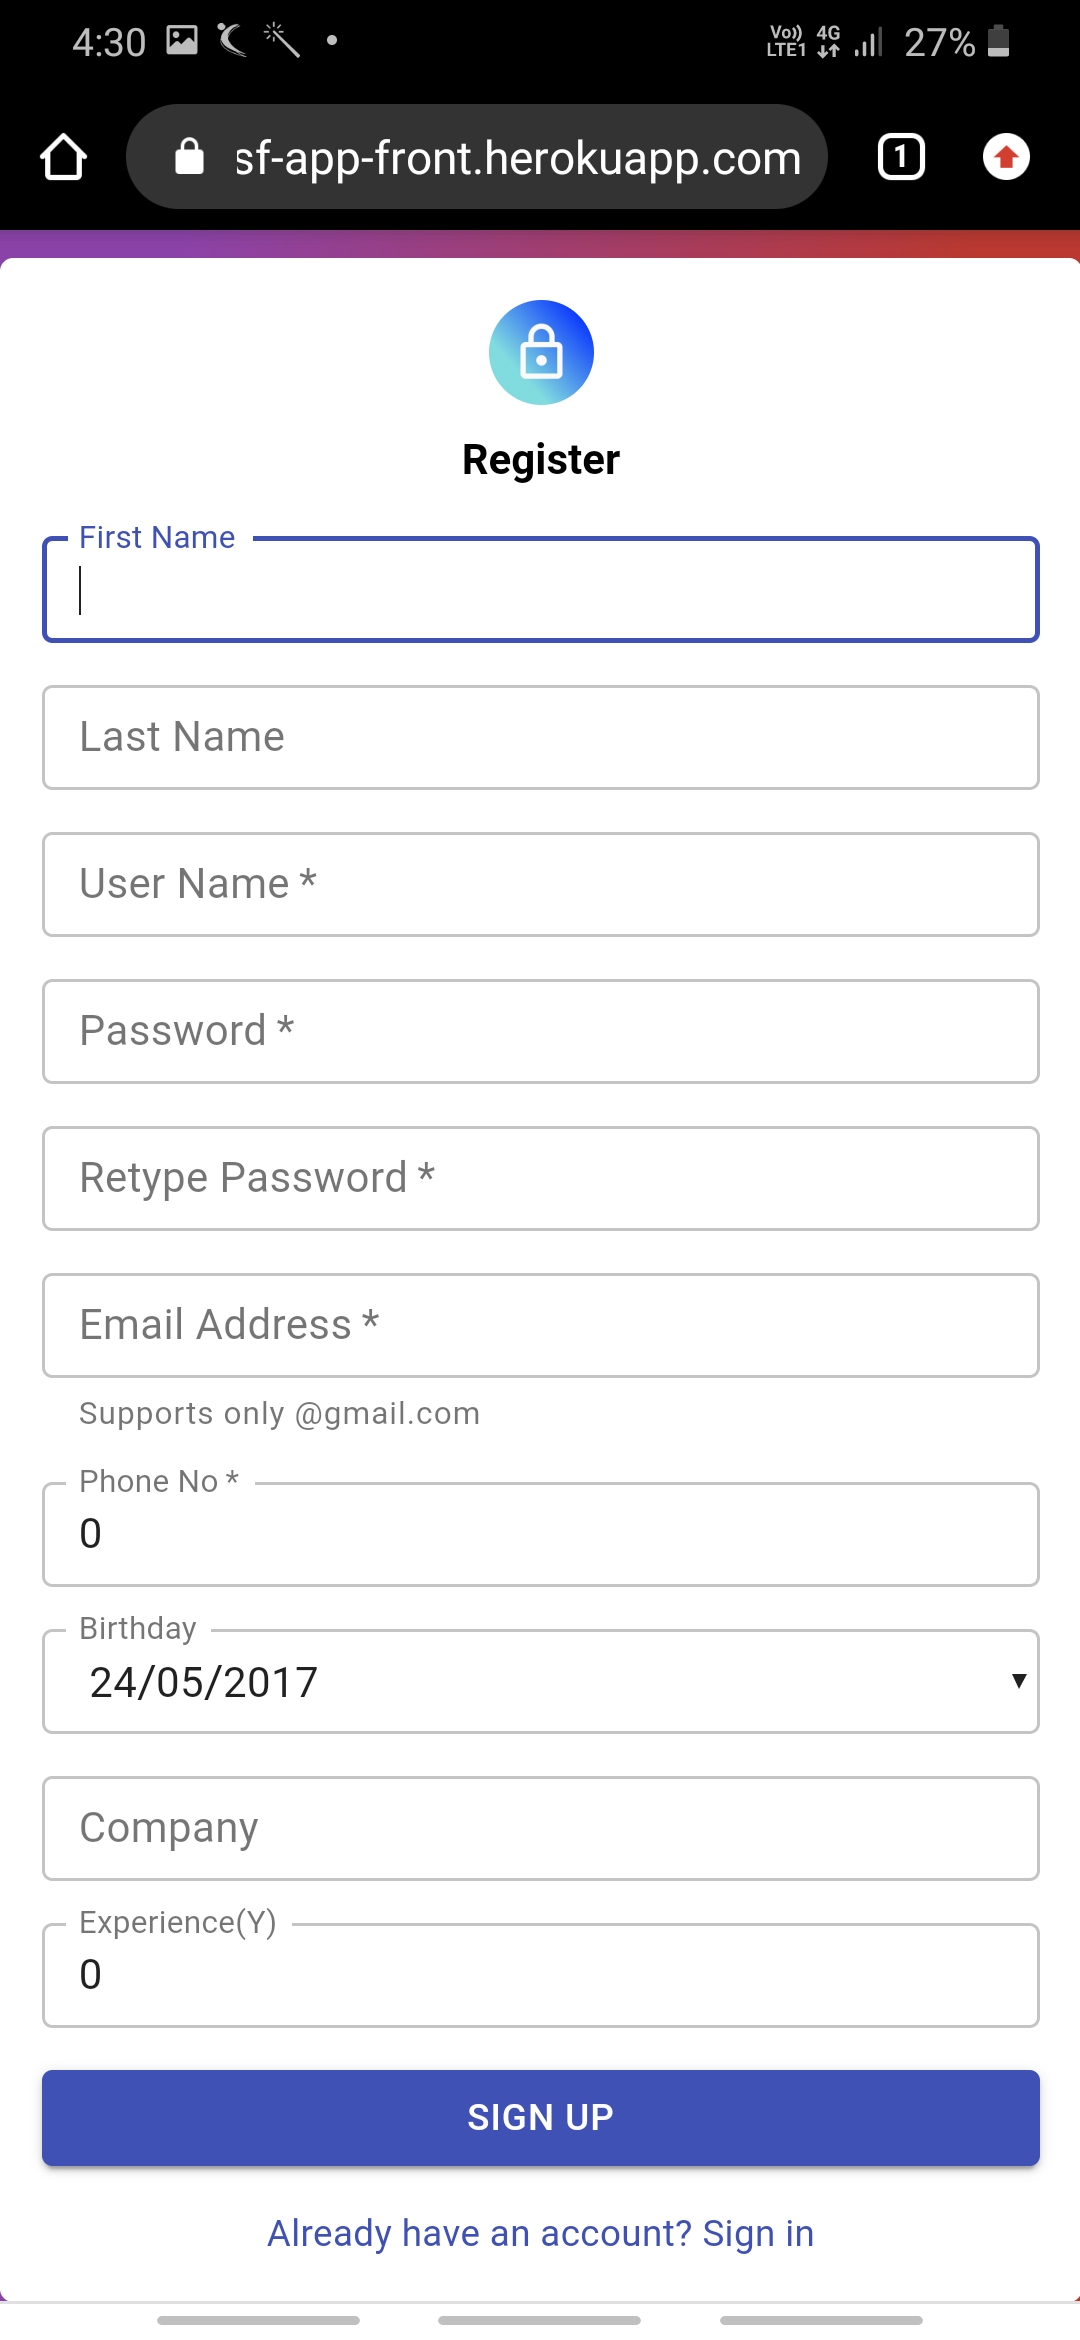 4:30 Vo)) LTE1 4G 27%
sf-app-front.herokuapp.com 1
Register
First Name
Last Name
User Name *
Password *
Retype Password *
Email Address *
Supports only @gmail.com
Phone No *
0
Birthday
24/05/2017
Company
Experience(Y)
0
SIGN UP
Already have an account? Sign in